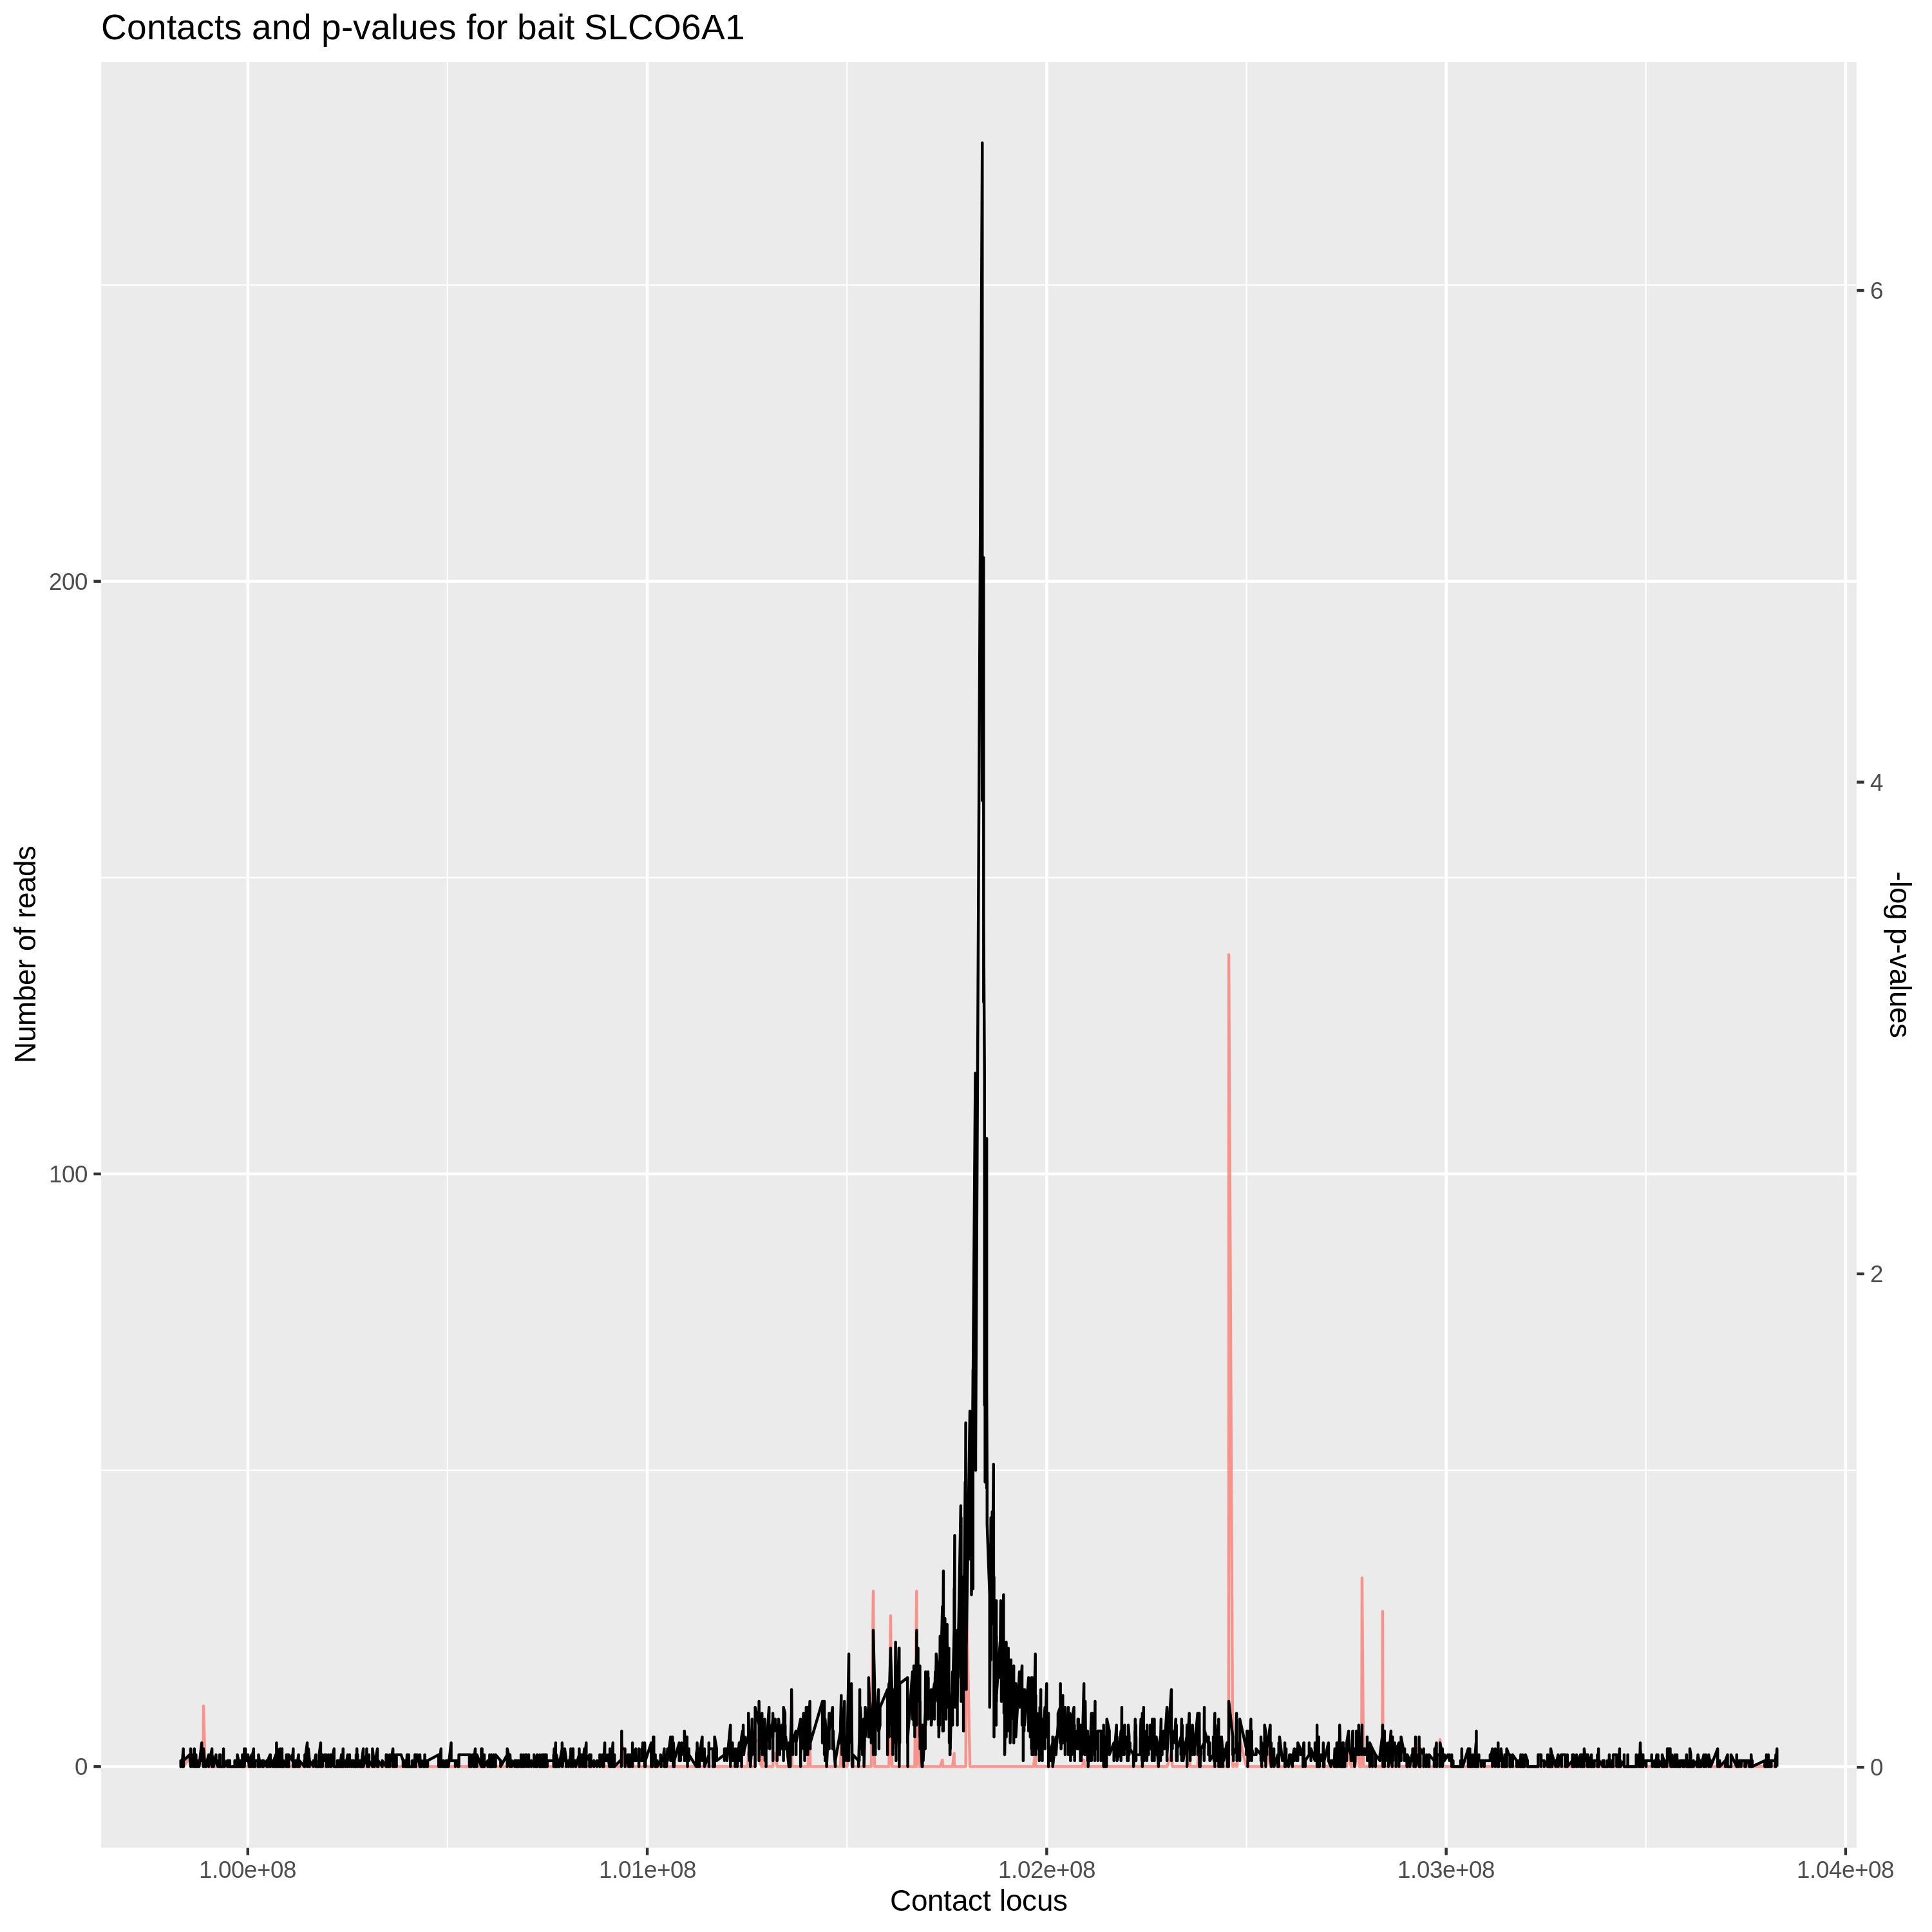 Contacts and p-values for bait SLCO6A1
Number of reads
200
100
0
6
4
2
0
-log p-values
1.00e+08
1.01e+08
1.02e+08
1.03e+08
1.04e+08
Contact locus